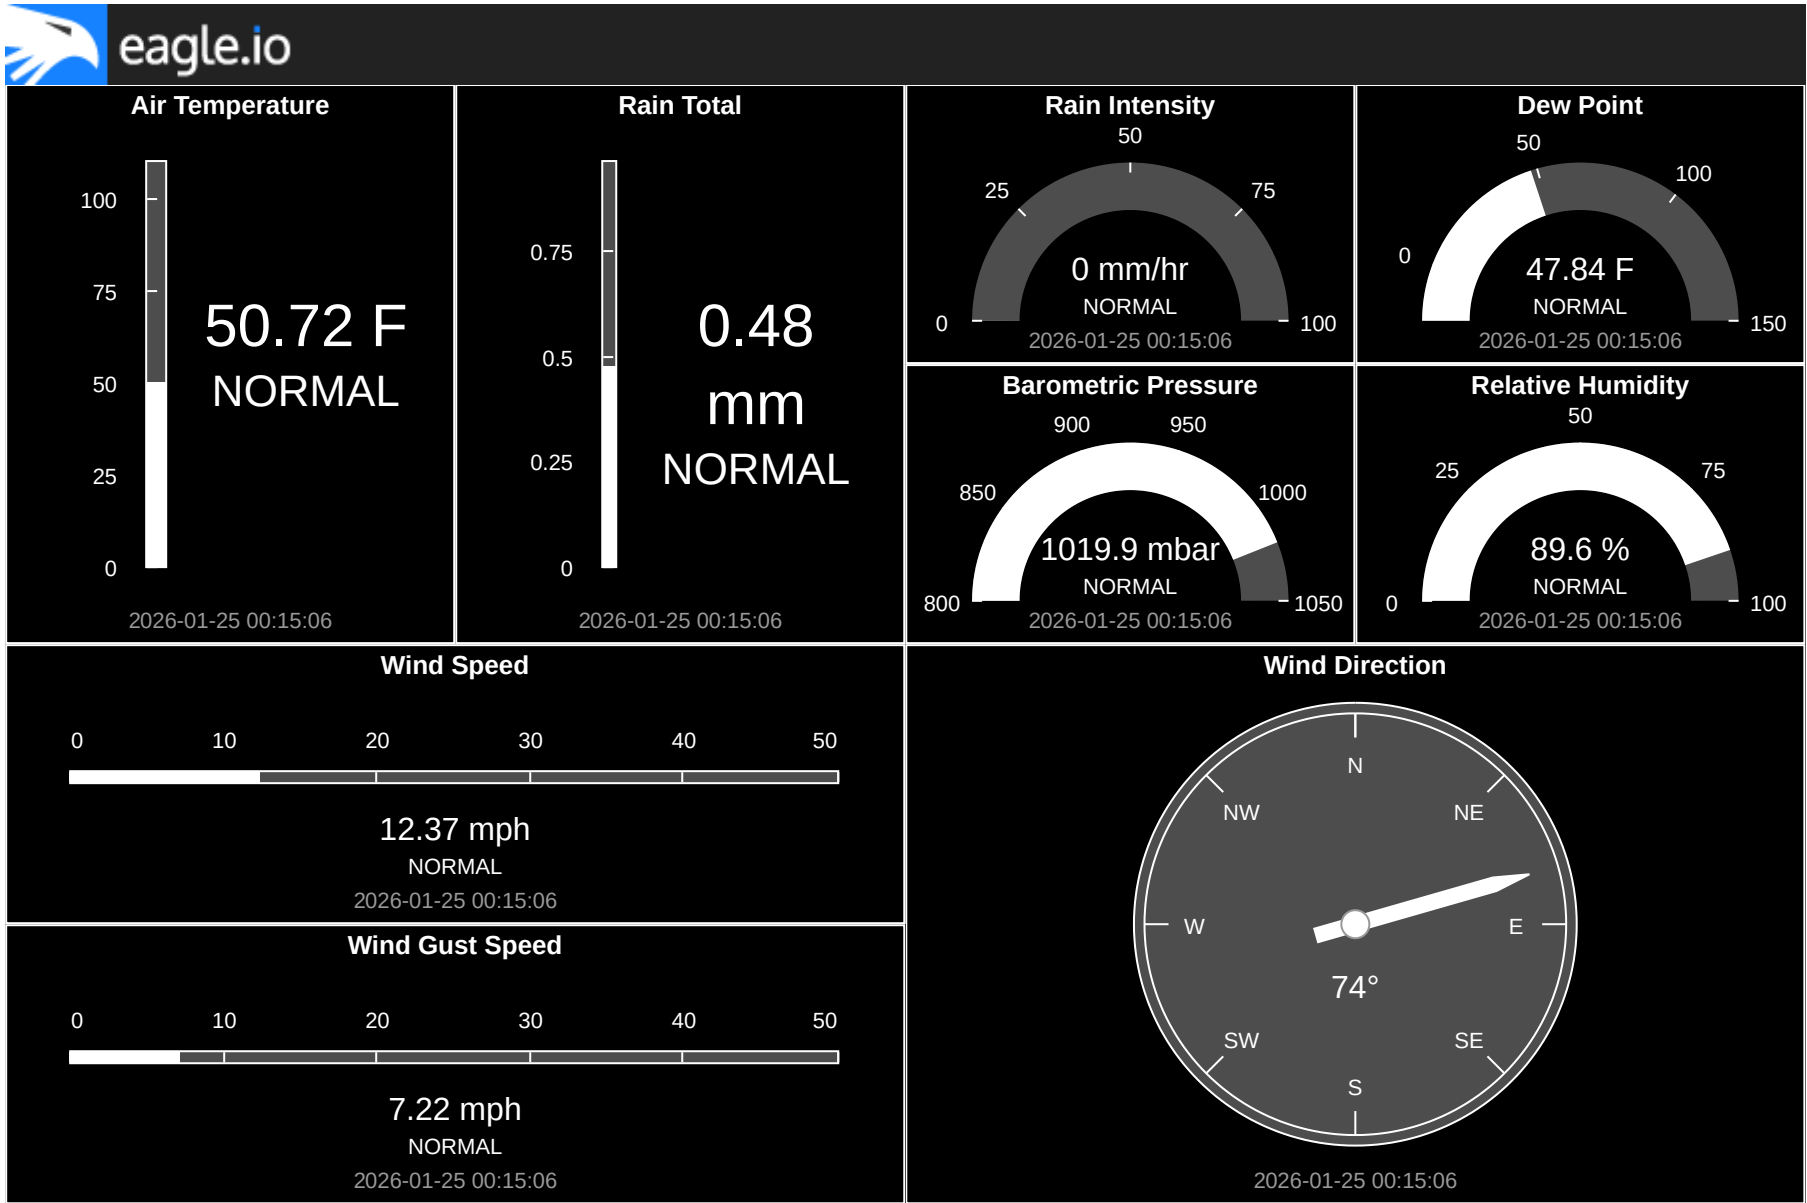 eagle.io
Air Temperature
100
75
50
25
0
50.72 F
NORMAL
2026-01-25 00:15:06
Rain Total
0.75
0.5
0.25
0
0.48
mm
NORMAL
2026-01-25 00:15:06
Rain Intensity
0
25
50
75
100
0 mm/hr
NORMAL
2026-01-25 00:15:06
Dew Point
0
50
100
150
47.84 F
NORMAL
2026-01-25 00:15:06
Barometric Pressure
800
850
900
950
1000
1050
1019.9 mbar
NORMAL
2026-01-25 00:15:06
Relative Humidity
0
25
50
75
100
89.6 %
NORMAL
2026-01-25 00:15:06
Wind Speed
0 10 20 30 40 50
12.37 mph
NORMAL
2026-01-25 00:15:06
Wind Gust Speed
0 10 20 30 40 50
7.22 mph
NORMAL
2026-01-25 00:15:06
Wind Direction
N
NW NE
W E
74°
SW SE
S
2026-01-25 00:15:06